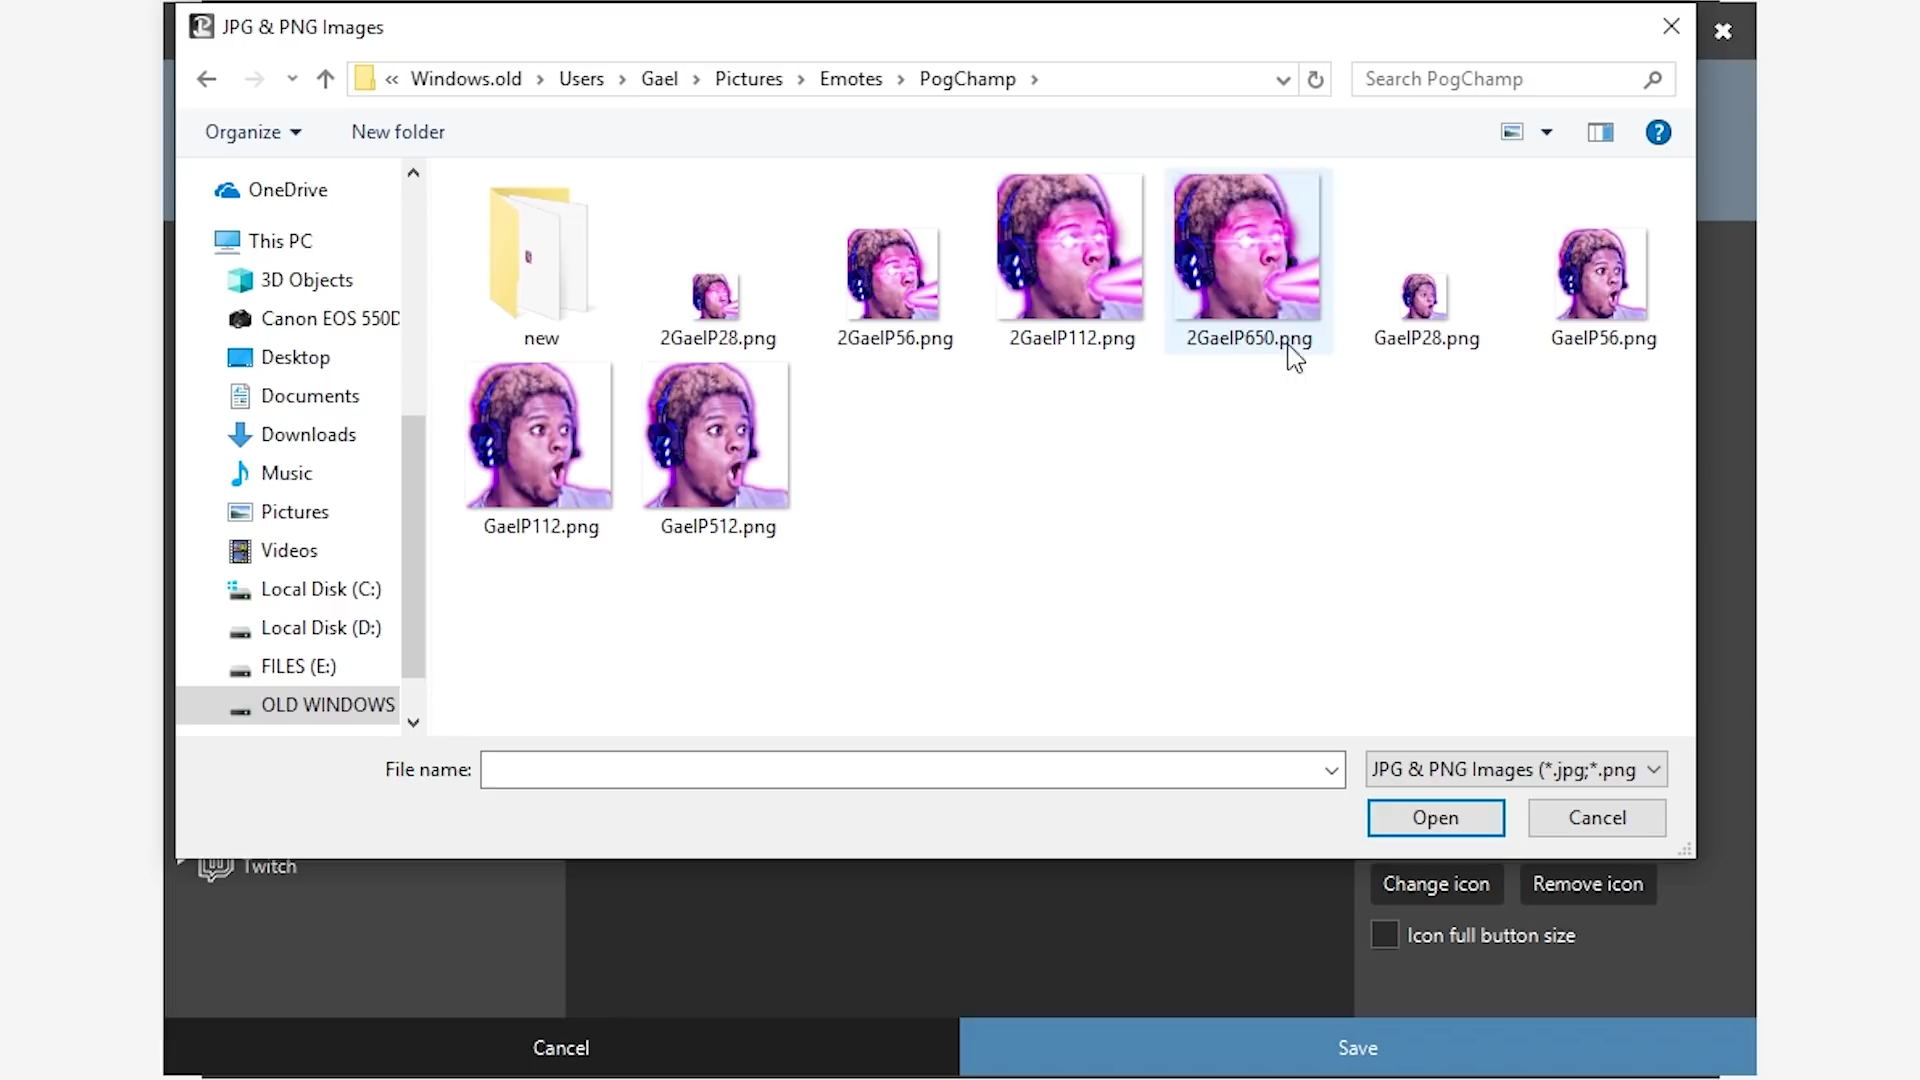 JPG & PNG Images
« Windows.old > Users > Gael > Pictures > Emotes > PogChamp >
Search PogChamp
Organize
New folder
OneDrive
This PC
3D Objects
Canon EOS 550D
Desktop
Documents
Downloads
Music
Pictures
Videos
Local Disk (C:)
Local Disk (D:)
FILES (E:)
OLD WINDOWS
new
2GaelP28.png
2GaelP56.png
2GaelP112.png
2GaelP650.png
GaelP28.png
GaelP56.png
GaelP112.png
GaelP512.png
File name:
JPG & PNG Images (*.jpg;*.png
Open
Cancel
Twitch
Change icon
Remove icon
Icon full button size
Cancel
Save